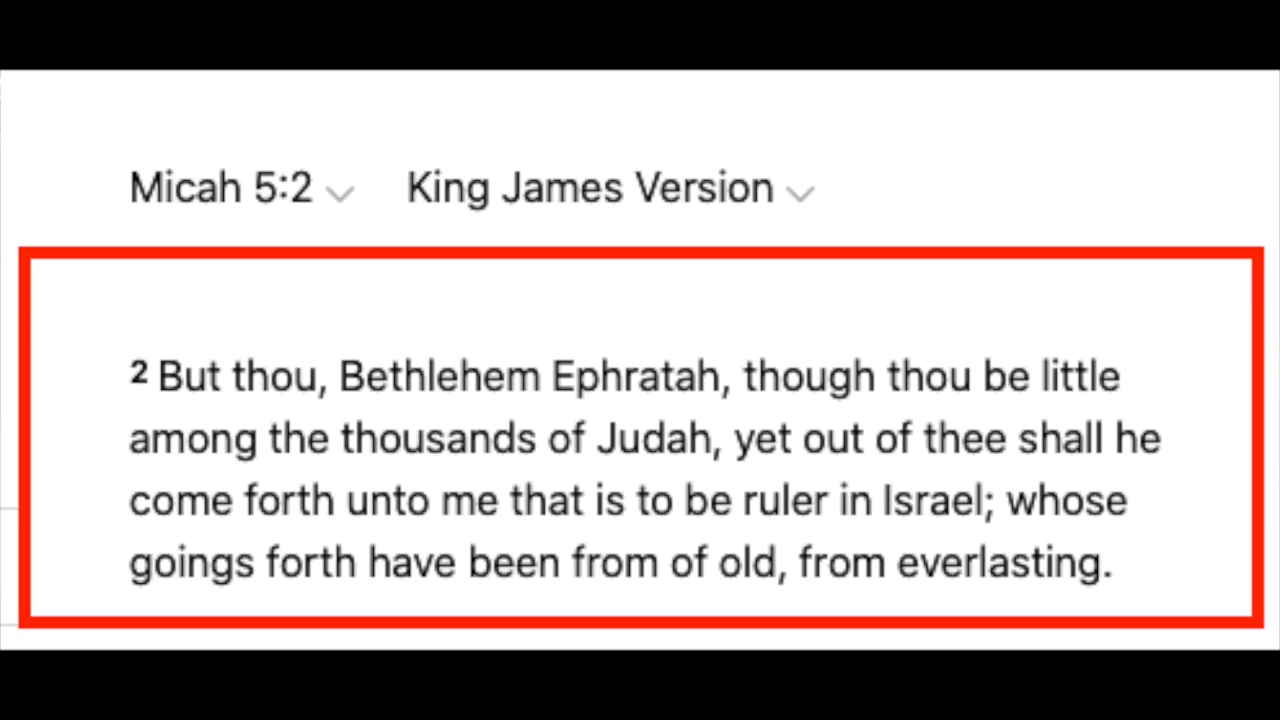 Micah 5:2 King James Version
2 But thou, Bethlehem Ephratah, though thou be little
among the thousands of Judah, yet out of thee shall he
come forth unto me that is to be ruler in Israel; whose
goings forth have been from of old, from everlasting.